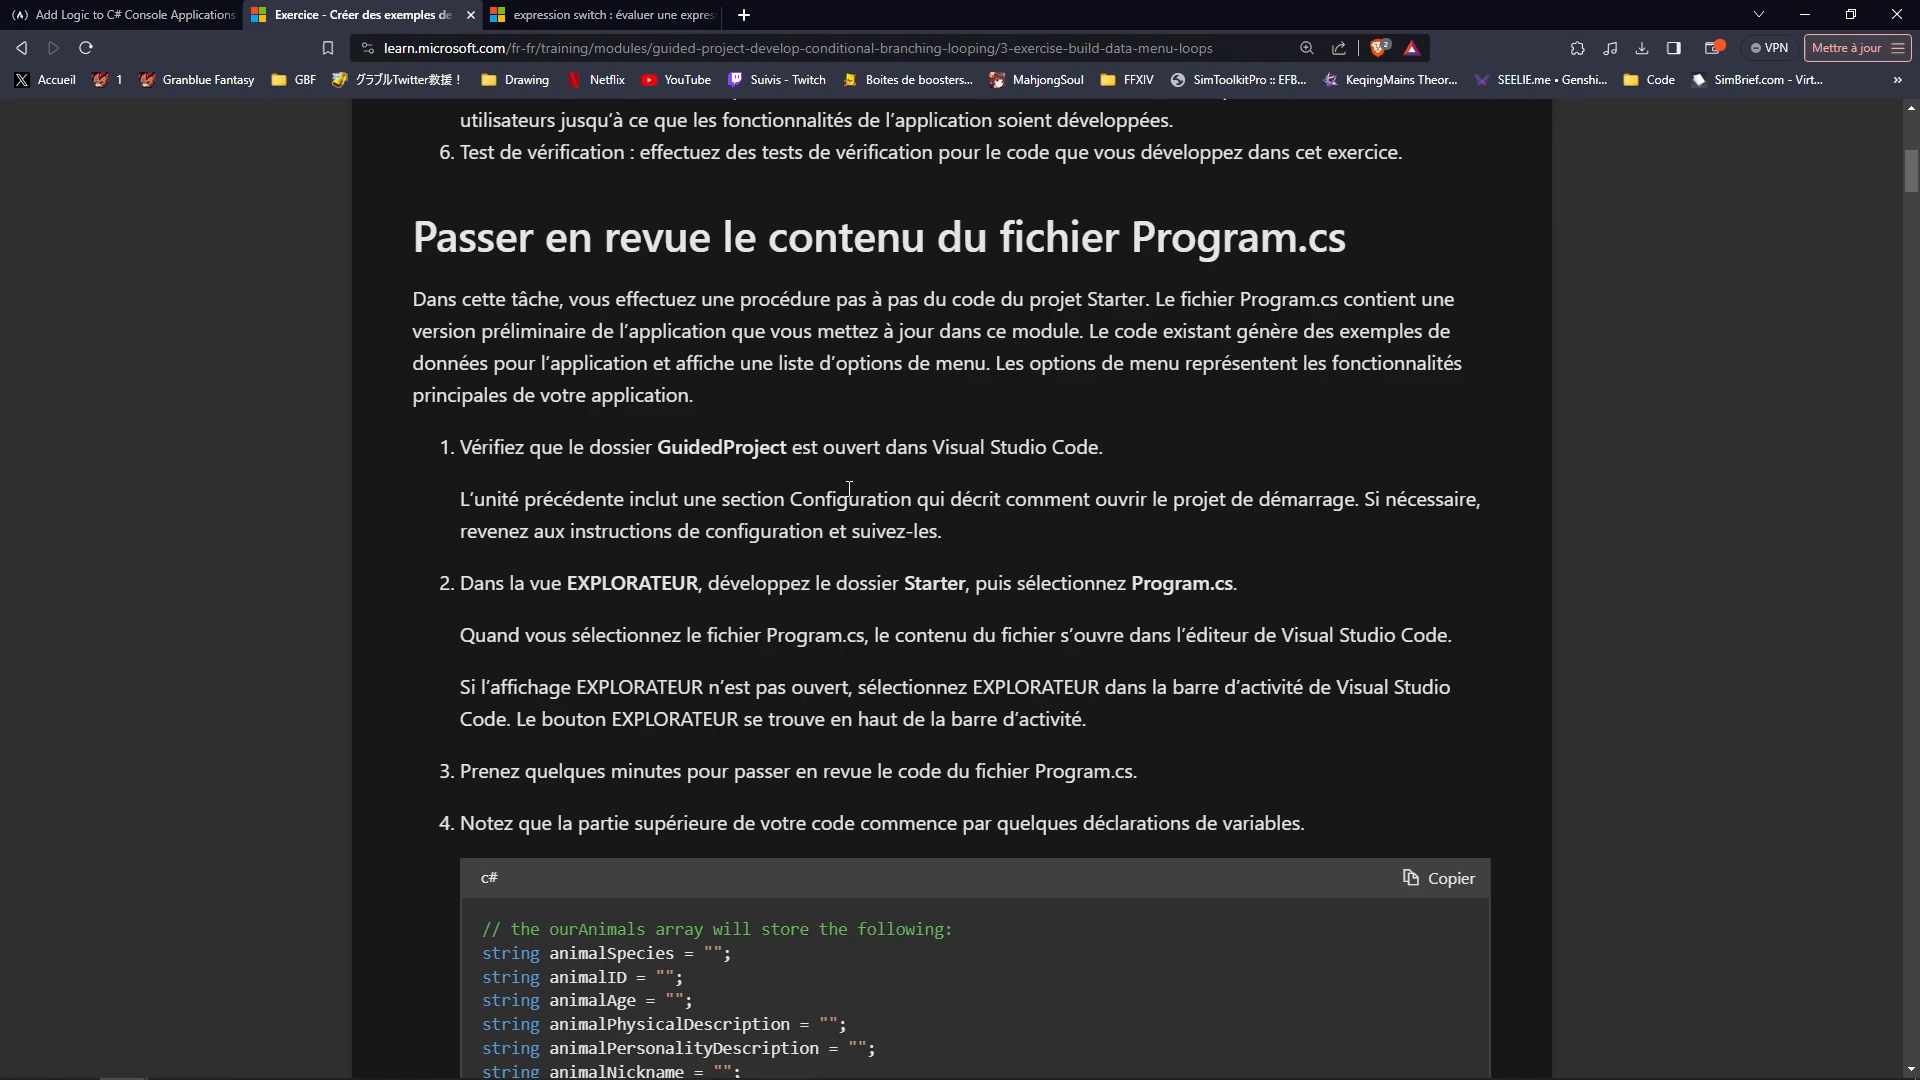 Add Logic to C# Console Applications
Exercice - Créer des exemples de
expression switch : évaluer une expres
learn.microsoft.com/fr-fr/training/modules/guided-project-develop-conditional-branching-looping/3-exercise-build-data-menu-loops
2
VPN
Mettre à jour
Accueil
1
Granblue Fantasy
GBF
グラブルTwitter救援！
Drawing
Netflix
YouTube
Suivis - Twitch
Boites de boosters...
MahjongSoul
FFXIV
SimToolkitPro :: EFB...
KeqingMains Theor...
SEELIE.me • Genshi...
Code
SimBrief.com - Virt...
»
utilisateurs jusqu'à ce que les fonctionnalités de l'application soient développées.
6. Test de vérification : effectuez des tests de vérification pour le code que vous développez dans cet exercice.
Passer en revue le contenu du fichier Program.cs
Dans cette tâche, vous effectuez une procédure pas à pas du code du projet Starter. Le fichier Program.cs contient une
version préliminaire de l'application que vous mettez à jour dans ce module. Le code existant génère des exemples de
données pour l'application et affiche une liste d'options de menu. Les options de menu représentent les fonctionnalités
principales de votre application.
1. Vérifiez que le dossier GuidedProject est ouvert dans Visual Studio Code.
L'unité précédente inclut une section Configuration qui décrit comment ouvrir le projet de démarrage. Si nécessaire,
revenez aux instructions de configuration et suivez-les.
2. Dans la vue EXPLORATEUR, développez le dossier Starter, puis sélectionnez Program.cs.
Quand vous sélectionnez le fichier Program.cs, le contenu du fichier s'ouvre dans l'éditeur de Visual Studio Code.
Si l'affichage EXPLORATEUR n'est pas ouvert, sélectionnez EXPLORATEUR dans la barre d'activité de Visual Studio
Code. Le bouton EXPLORATEUR se trouve en haut de la barre d'activité.
3. Prenez quelques minutes pour passer en revue le code du fichier Program.cs.
4. Notez que la partie supérieure de votre code commence par quelques déclarations de variables.
c#
Copier
// the ourAnimals array will store the following:
string animalSpecies = "";
string animalID = "";
string animalAge = "";
string animalPhysicalDescription = "";
string animalPersonalityDescription = "";
string animalNickname = "";